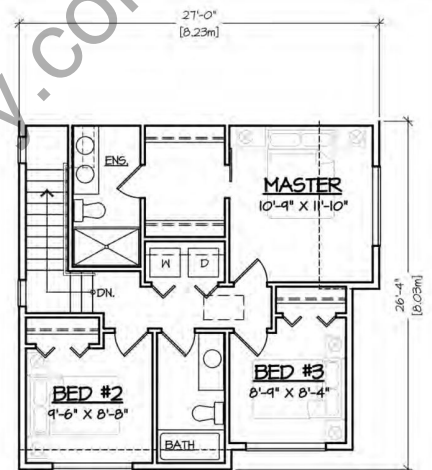 27'-0"
[8.23m]
y.com
ENS.
MASTER
10'-9" X 11'-10"
W D
DN.
26'-4"
[8.03m]
BED #2
9'-6" X 8'-8"
BED #3
8'-9" X 8'-4"
BATH